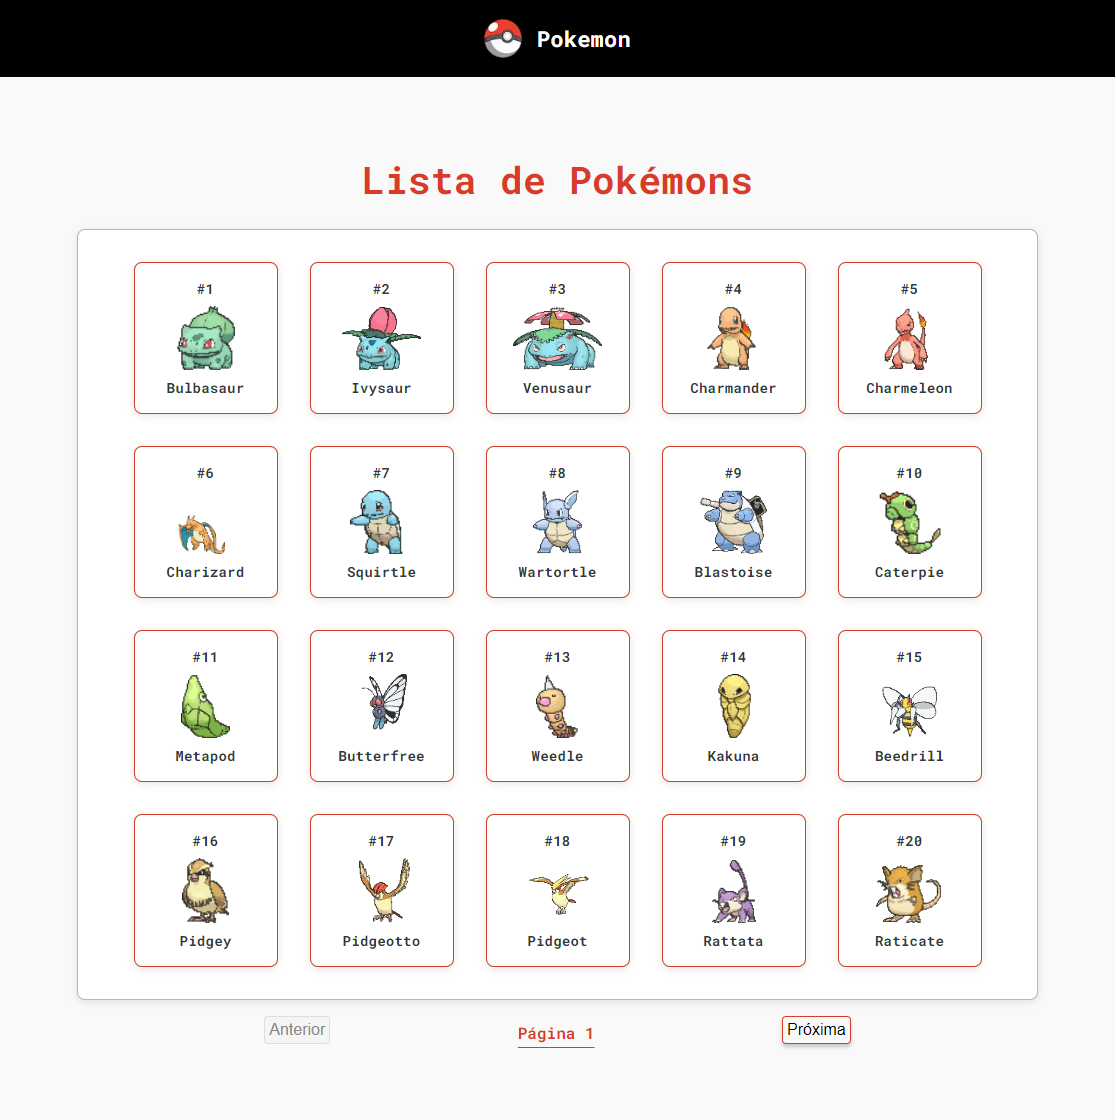 Pokemon
Lista de Pokémons
#1 #2 #3 #4 #5
Bulbasaur Ivysaur Venusaur Charmander Charmeleon
#6 #7 #8 #9 #10
Charizard Squirtle Wartortle Blastoise Caterpie
#11 #12 #13 #14 #15
Metapod Butterfree Weedle Kakuna Beedrill
#16 #17 #18 #19 #20
Pidgey Pidgeotto Pidgeot Rattata Raticate
Anterior Página 1 Próxima